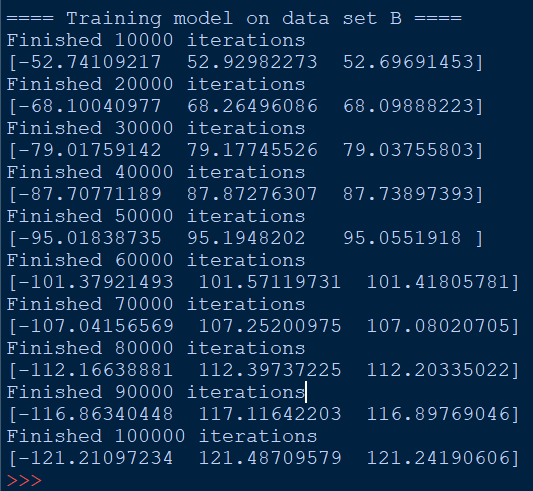 ==== Training model on data set B ====
Finished 10000 iterations
[-52.74109217  52.92982273  52.69691453]
Finished 20000 iterations
[-68.10040977  68.26496086  68.09888223]
Finished 30000 iterations
[-79.01759142  79.17745526  79.03755803]
Finished 40000 iterations
[-87.70771189  87.87276307  87.73897393]
Finished 50000 iterations
[-95.01838735  95.1948202   95.0551918 ]
Finished 60000 iterations
[-101.37921493  101.57119731  101.41805781]
Finished 70000 iterations
[-107.04156569  107.25200975  107.08020705]
Finished 80000 iterations
[-112.16638881  112.39737225  112.20335022]
Finished 90000 iterations
[-116.86340448  117.11642203  116.89769046]
Finished 100000 iterations
[-121.21097234  121.48709579  121.24190606]
>>>